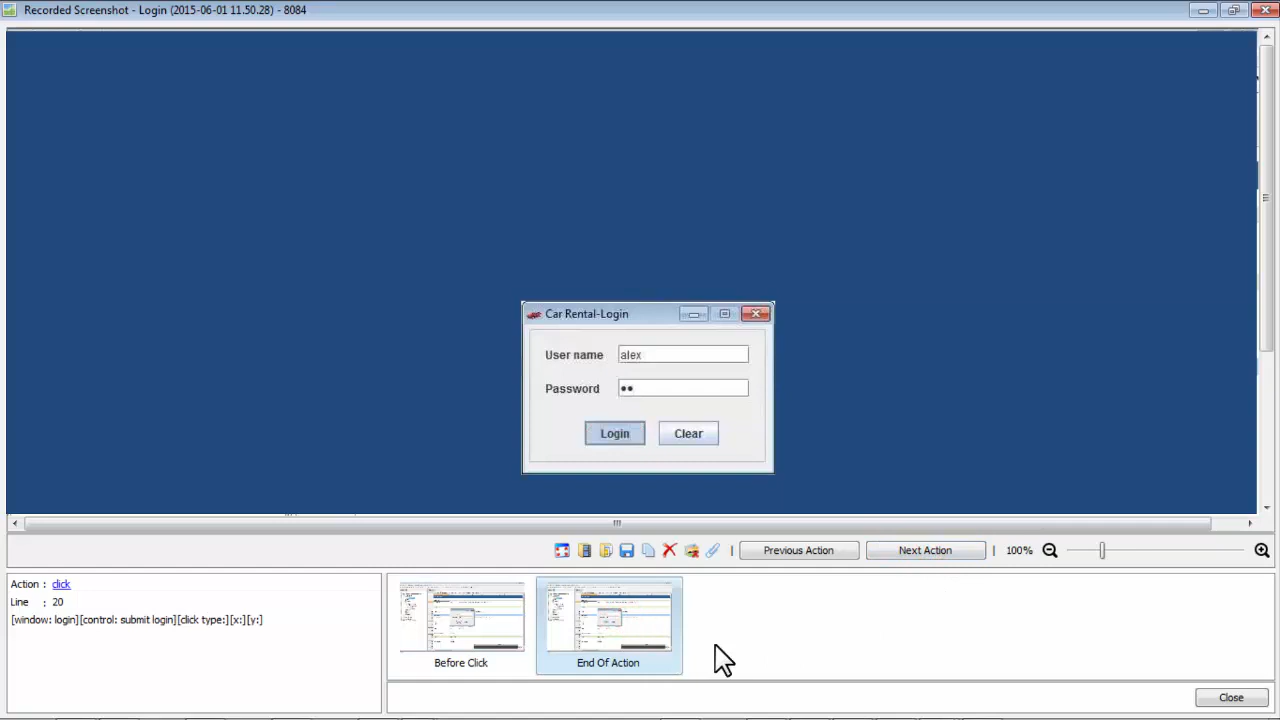 Recorded Screenshot - Login (2015-06-01 11.50.28) - 8084
Car Rental-Login
User name alex
Password ●●
Login Clear
Previous Action Next Action 100%
Action : click
Line : 20
[window: login][control: submit login][click type:][x:][y:]
Before Click End Of Action
Close